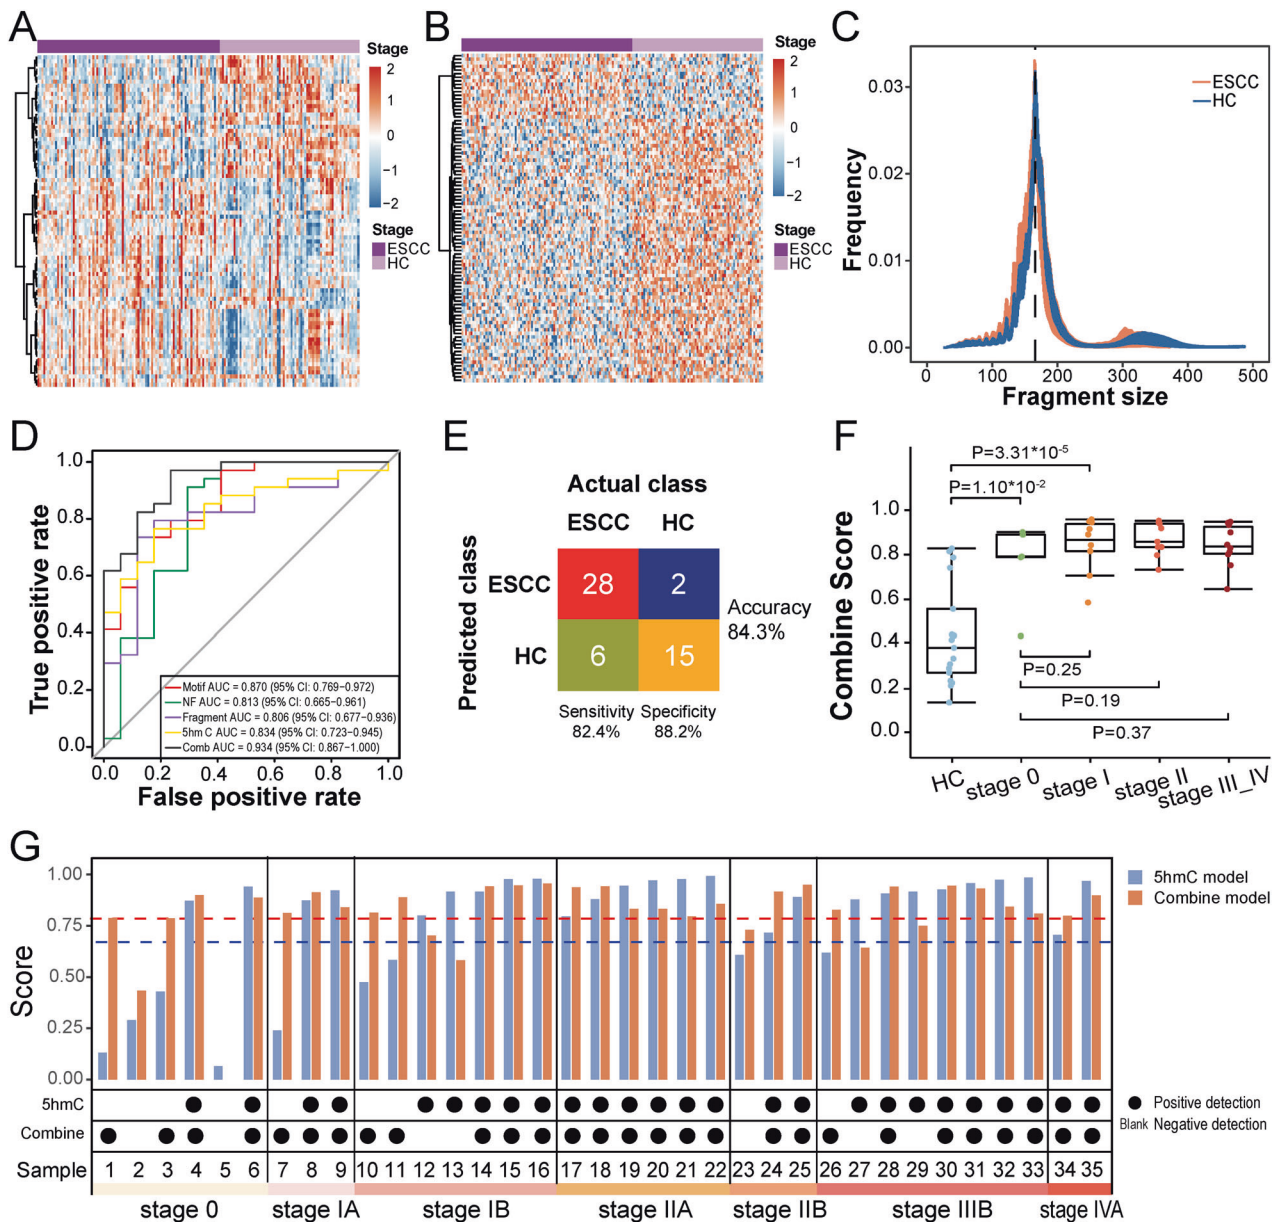 A
Stage
2
1
0
−1
−2
Stage
ESCC
HC
B
Stage
2
1
0
−1
−2
Stage
ESCC
HC
C
Frequency
0.03
0.02
0.01
0.00
ESCC
HC
0
100
200
300
400
500
Fragment size
D
True positive rate
1.0
0.8
0.6
0.4
0.2
0.0
Motif AUC = 0.870 (95% CI: 0.769−0.972)
NF AUC = 0.813 (95% CI: 0.665−0.961)
Fragment AUC = 0.806 (95% CI: 0.677−0.936)
5hm C AUC = 0.834 (95% CI: 0.723−0.945)
Comb AUC = 0.934 (95% CI: 0.867−1.000)
0.0
0.2
0.4
0.6
0.8
1.0
False positive rate
E
Actual class
ESCC
HC
Predicted class
ESCC
28
2
HC
6
15
Accuracy
84.3%
Sensitivity
82.4%
Specificity
88.2%
F
Combine Score
1.0
0.8
0.6
0.4
0.2
0.0
P=3.31*10-5
P=1.10*10-2
P=0.25
P=0.19
P=0.37
HC
stage 0
stage I
stage II
stage III_IV
G
Score
1.00
0.75
0.50
0.25
0.00
5hmC model
Combine model
5hmC
Combine
Positive detection
Blank Negative detection
Sample 1 2 3 4 5 6 7 8 9 10 11 12 13 14 15 16 17 18 19 20 21 22 23 24 25 26 27 28 29 30 31 32 33 34 35
stage 0 stage IA stage IB stage IIA stage IIB stage IIIB stage IVA